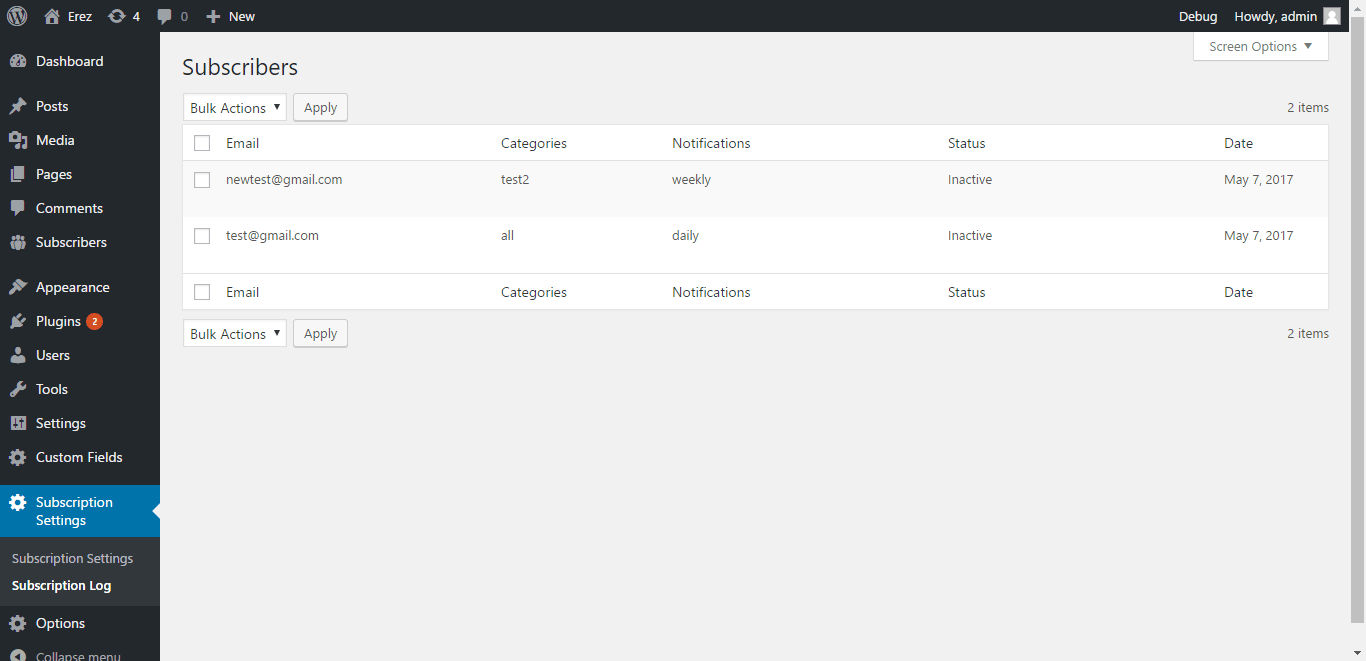 Erez 4 0 New Debug Howdy, admin
Screen Options
Dashboard
Posts
Media
Pages
Comments
Subscribers
Appearance
Plugins 2
Users
Tools
Settings
Custom Fields
Subscription
Settings
Subscription Settings
Subscription Log
Options
Collapse menu
Subscribers
Bulk Actions Apply 2 items
Email Categories Notifications Status Date
newtest@gmail.com test2 weekly Inactive May 7, 2017
test@gmail.com all daily Inactive May 7, 2017
Email Categories Notifications Status Date
Bulk Actions Apply 2 items